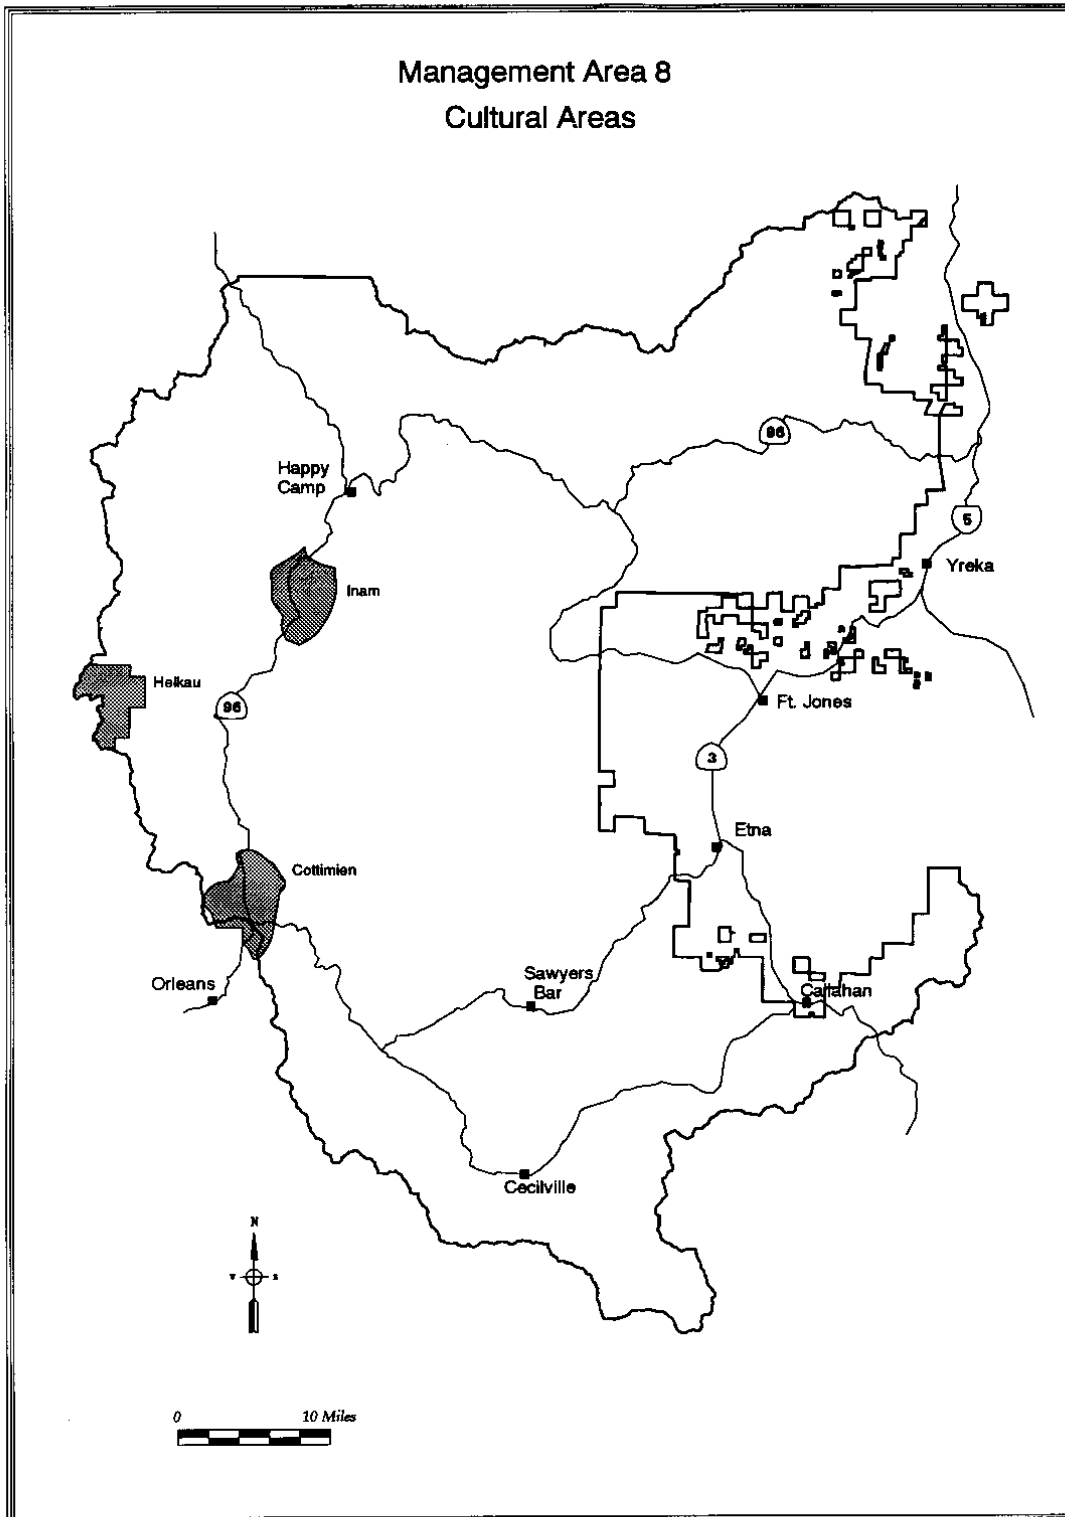 Management Area 8
Cultural Areas
96
Happy
Camp
5
Yreka
Inam
Helkau
96
Ft. Jones
3
Etna
Cottimien
Orleans
Sawyers
Bar
Callahan
Cecilville
N
0
10 Miles